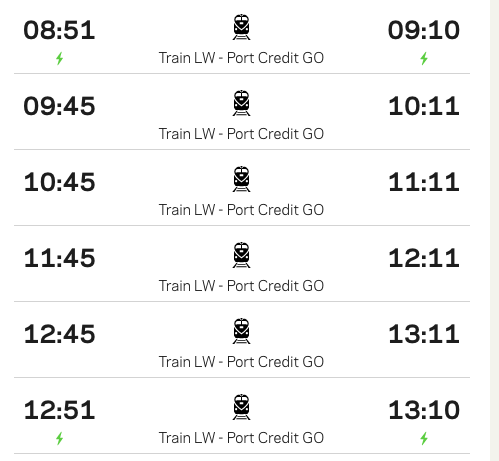 08:51 09:10
Train LW - Port Credit GO
09:45 10:11
Train LW - Port Credit GO
10:45 11:11
Train LW - Port Credit GO
11:45 12:11
Train LW - Port Credit GO
12:45 13:11
Train LW - Port Credit GO
12:51 13:10
Train LW - Port Credit GO